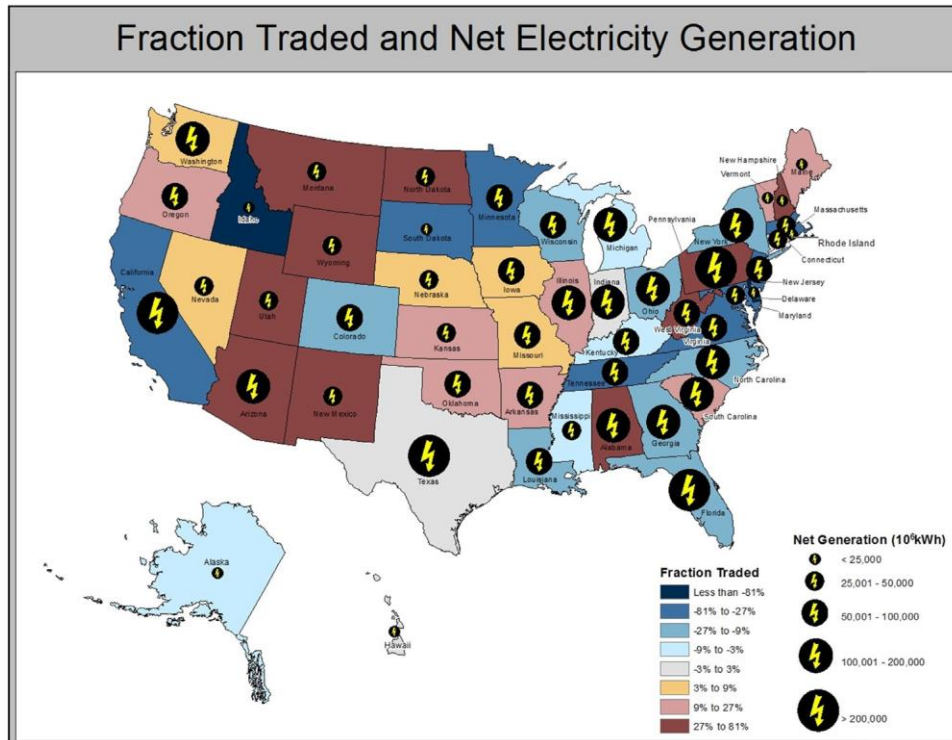 Fraction Traded and Net Electricity Generation
Washington
Oregon
Idaho
Montana
North Dakota
Minnesota
South Dakota
Wyoming
Wisconsin
Michigan
New Hampshire
Vermont
Maine
Massachusetts
Rhode Island
Connecticut
New York
Pennsylvania
New Jersey
Delaware
Maryland
California
Nevada
Utah
Colorado
Nebraska
Iowa
Illinois
Indiana
Ohio
West Virginia
Virginia
Kansas
Missouri
Kentucky
North Carolina
Tennessee
South Carolina
Arizona
New Mexico
Oklahoma
Arkansas
Mississippi
Alabama
Georgia
Texas
Louisiana
Florida
Alaska
Hawaii
Fraction Traded
Less than -81%
-81% to -27%
-27% to -9%
-9% to -3%
-3% to 3%
3% to 9%
9% to 27%
27% to 81%
Net Generation (10⁶kWh)
< 25,000
25,001 - 50,000
50,001 - 100,000
100,001 - 200,000
> 200,000